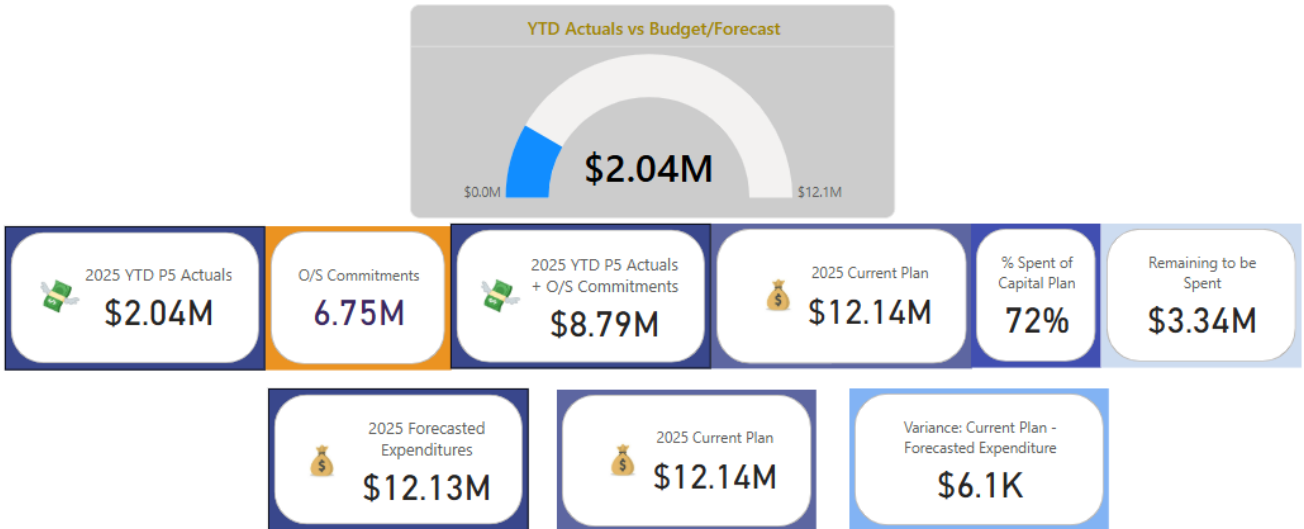 YTD Actuals vs Budget/Forecast
$2.04M
$0.0M
$12.1M
2025 YTD P5 Actuals
$2.04M
O/S Commitments
6.75M
2025 YTD P5 Actuals
+ O/S Commitments
$8.79M
2025 Current Plan
$12.14M
% Spent of
Capital Plan
72%
Remaining to be
Spent
$3.34M
2025 Forecasted
Expenditures
$12.13M
2025 Current Plan
$12.14M
Variance: Current Plan -
Forecasted Expenditure
$6.1K